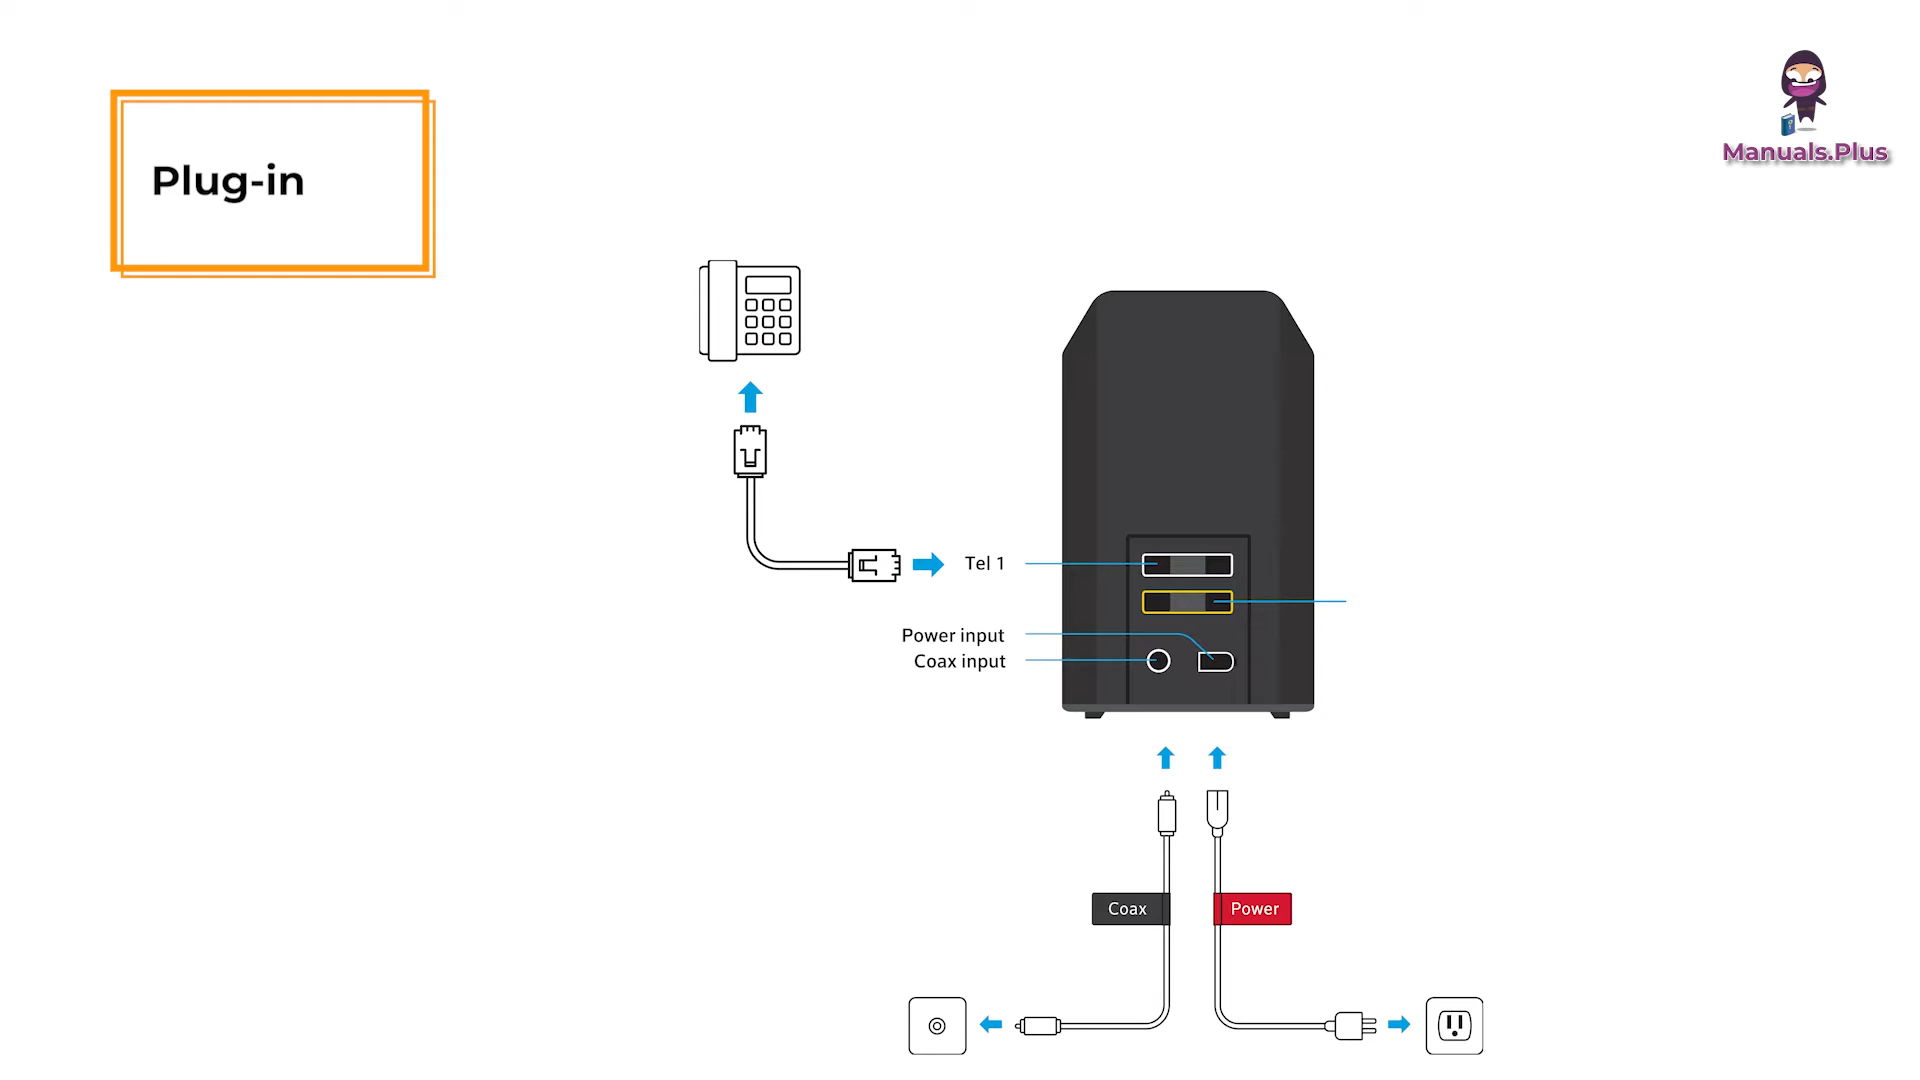 Plug-in
Manuals.Plus
Tel 1
Power input
Coax input
Coax
Power